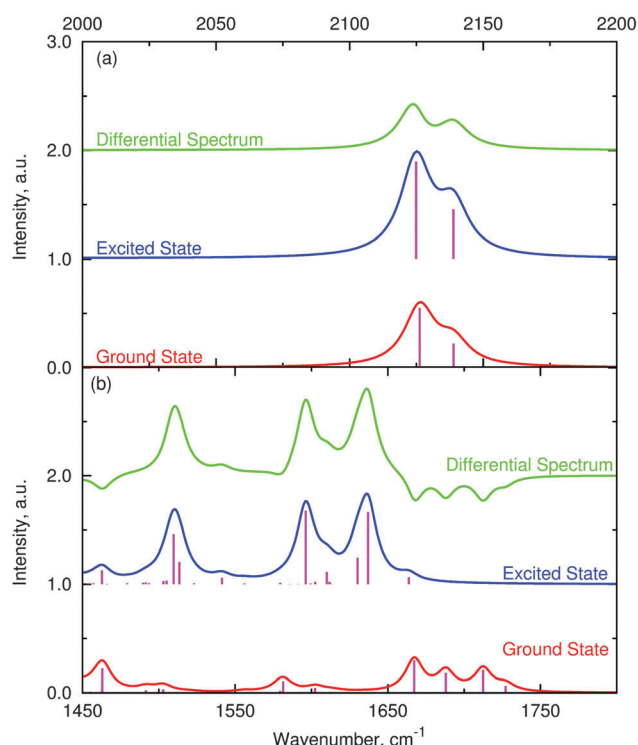 2000 2050 2100 2150 2200
3.0
(a)
Differential Spectrum
2.0
Intensity, a.u.
Excited State
1.0
Ground State
0.0
(b)
Differential Spectrum
2.0
Intensity, a.u.
Excited State
1.0
Ground State
0.0
1450 1550 1650 1750
Wavenumber, cm-1